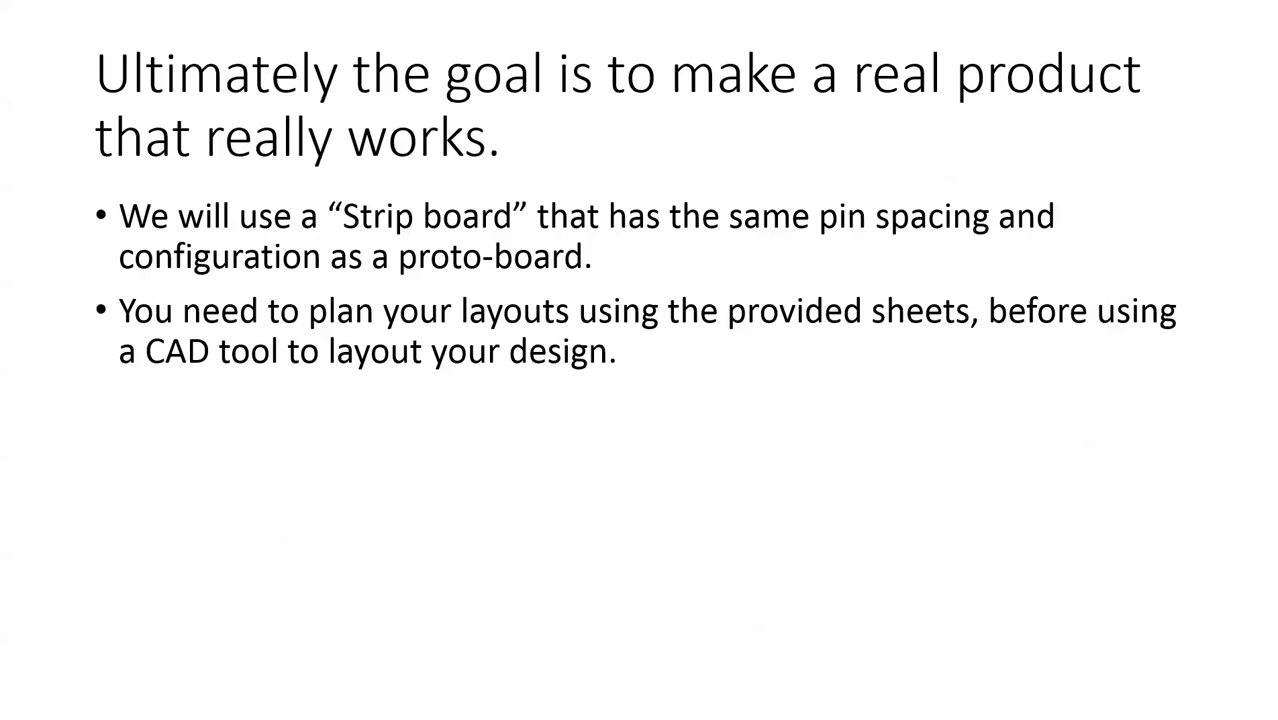 Ultimately the goal is to make a real product
that really works.
• We will use a “Strip board” that has the same pin spacing and
configuration as a proto-board.
• You need to plan your layouts using the provided sheets, before using
a CAD tool to layout your design.